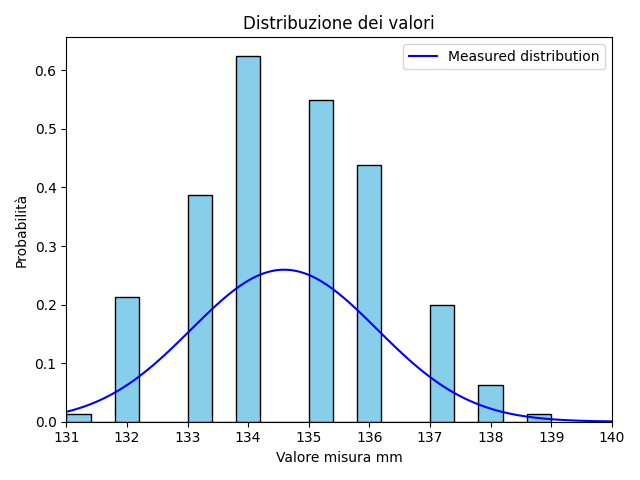 Distribuzione dei valori
Measured distribution
Probabilità
0.6
0.5
0.4
0.3
0.2
0.1
0.0
131 132 133 134 135 136 137 138 139 140
Valore misura mm